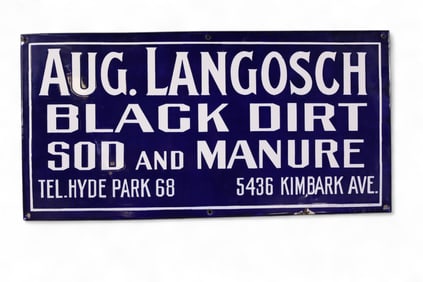 AUG. LANGOSCH
BLACK DIRT
SOD AND MANURE
TEL. HYDE PARK 68 5436 KIMBARK AVE.